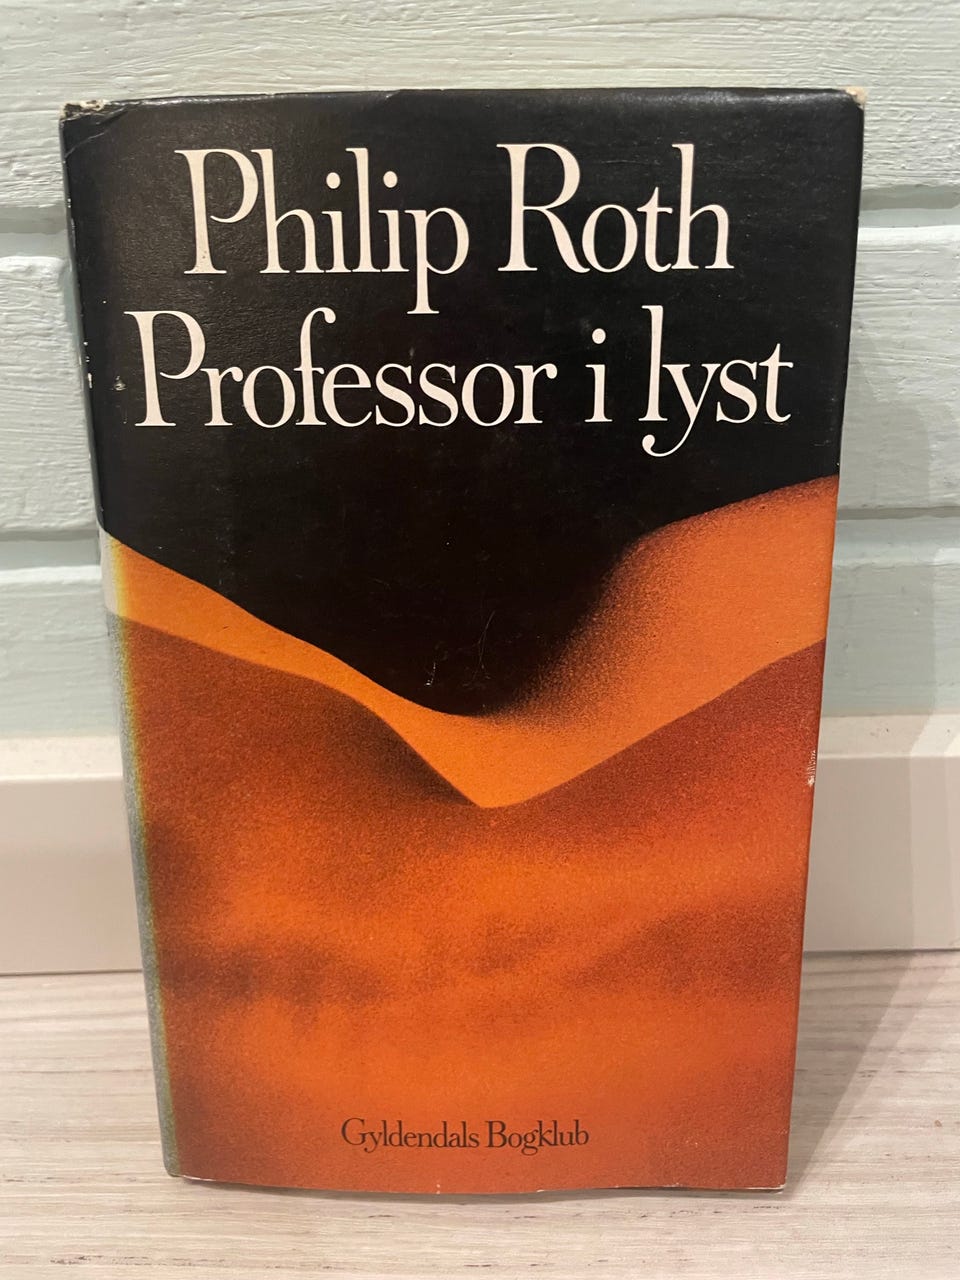 Philip Roth
Professor i lyst
Gyldendals Bogklub